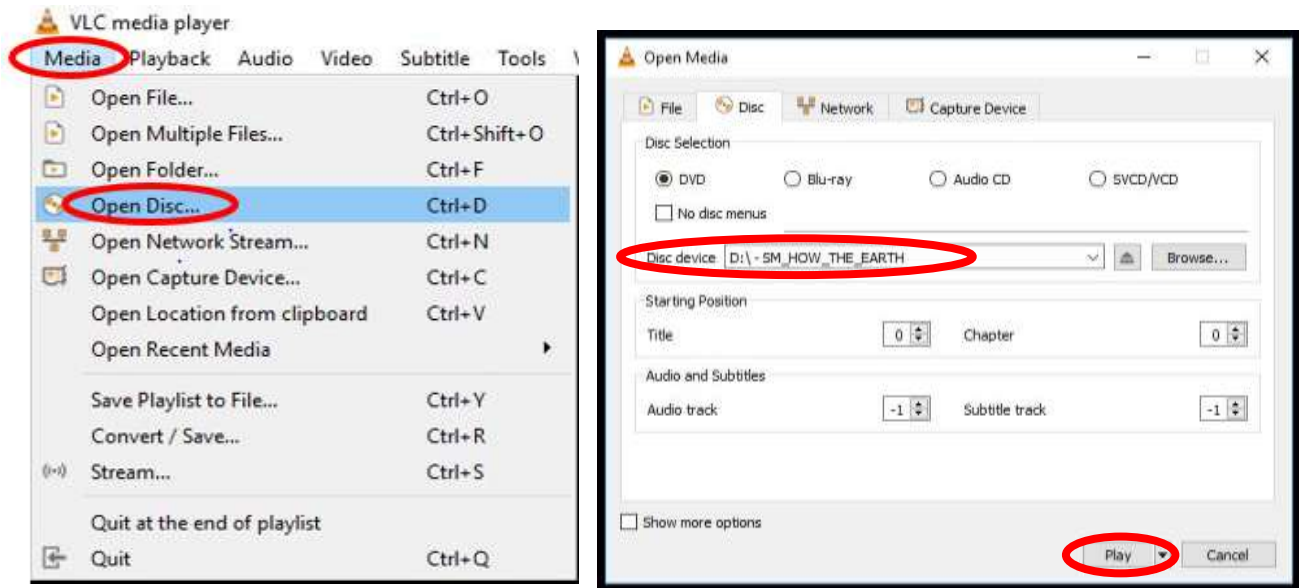 VLC media player
Media Playback Audio Video Subtitle Tools
Open File... Ctrl+O
Open Multiple Files... Ctrl+Shift+O
Open Folder... Ctrl+F
Open Disc... Ctrl+D
Open Network Stream... Ctrl+N
Open Capture Device... Ctrl+C
Open Location from clipboard Ctrl+V
Open Recent Media
Save Playlist to File... Ctrl+Y
Convert / Save... Ctrl+R
Stream... Ctrl+S
Quit at the end of playlist
Quit Ctrl+Q
Open Media
File Disc Network Capture Device
Disc Selection
DVD Blu-ray Audio CD SVCD/VCD
No disc menus
Disc device D:\ - SM_HOW_THE_EARTH Browse...
Starting Position
Title 0 Chapter 0
Audio and Subtitles
Audio track -1 Subtitle track -1
Show more options
Play Cancel